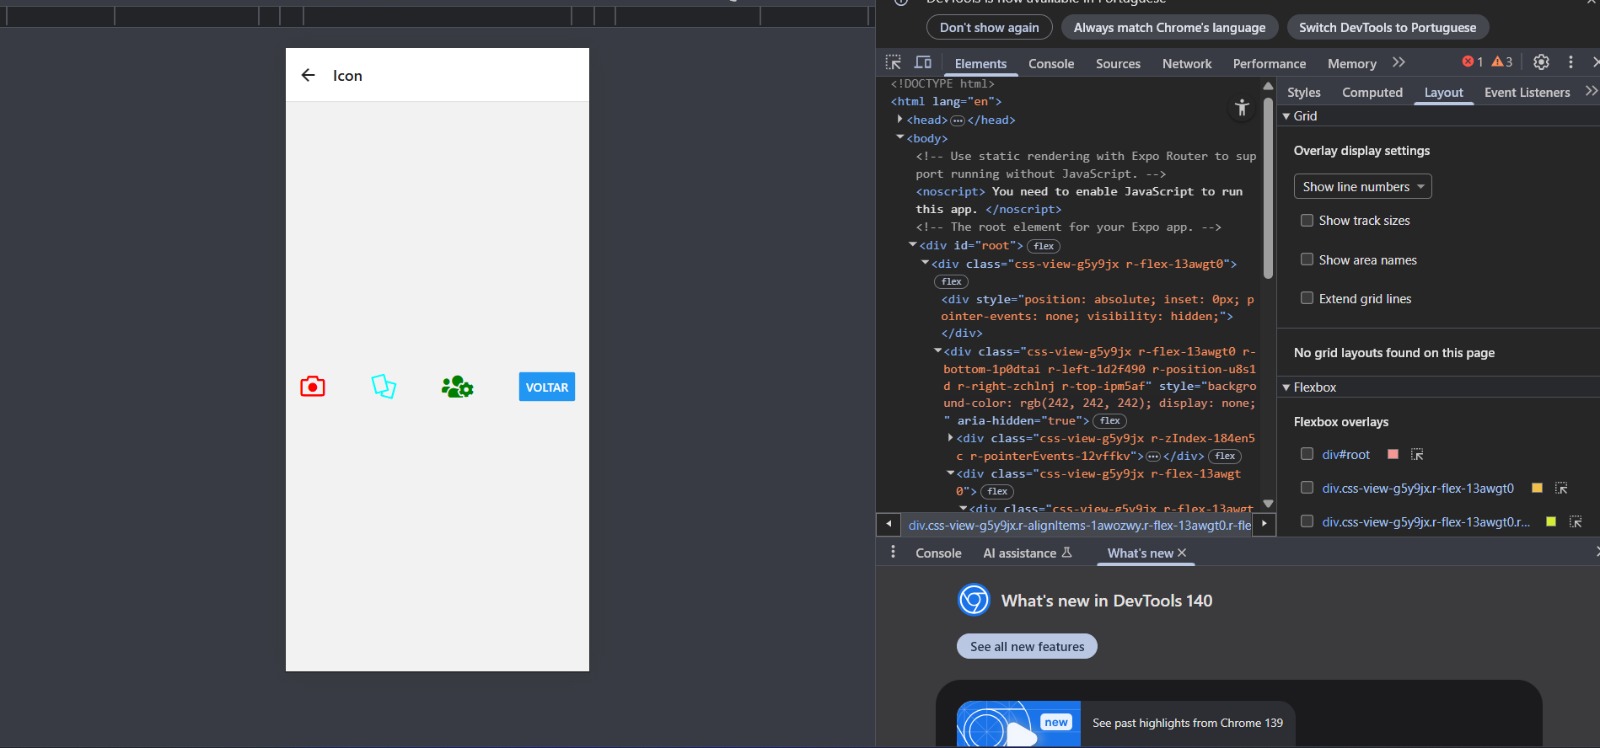 DevTools is now available in Portuguese
Don't show again
Always match Chrome's language
Switch DevTools to Portuguese
Icon
VOLTAR
Elements Console Sources Network Performance Memory 1 3
<!DOCTYPE html>
<html lang="en">
<head> … </head>
<body>
<!-- Use static rendering with Expo Router to sup
port running without JavaScript. -->
<noscript> You need to enable JavaScript to run
this app. </noscript>
<!-- The root element for your Expo app. -->
<div id="root"> flex
<div class="css-view-g5y9jx r-flex-13awgt0">
flex
<div style="position: absolute; inset: 0px; p
ointer-events: none; visibility: hidden;">
</div>
<div class="css-view-g5y9jx r-flex-13awgt0 r-
bottom-1p0dtai r-left-1d2f490 r-position-u8s1
d r-right-zchlnj r-top-ipm5af" style="backgro
und-color: rgb(242, 242, 242); display: none;
" aria-hidden="true"> flex
<div class="css-view-g5y9jx r-zIndex-184en5
c r-pointerEvents-12vffkv"> … </div> flex
<div class="css-view-g5y9jx r-flex-13awgt
0"> flex
<div class="css-view-g5y9jx r-flex-13awgt
div.css-view-g5y9jx.r-alignItems-1awozwy.r-flex-13awgt0.r-fle
Styles Computed Layout Event Listeners
Grid
Overlay display settings
Show line numbers
Show track sizes
Show area names
Extend grid lines
No grid layouts found on this page
Flexbox
Flexbox overlays
div#root
div.css-view-g5y9jx.r-flex-13awgt0
div.css-view-g5y9jx.r-flex-13awgt0.r...
Console AI assistance What's new
What's new in DevTools 140
See all new features
new
See past highlights from Chrome 139